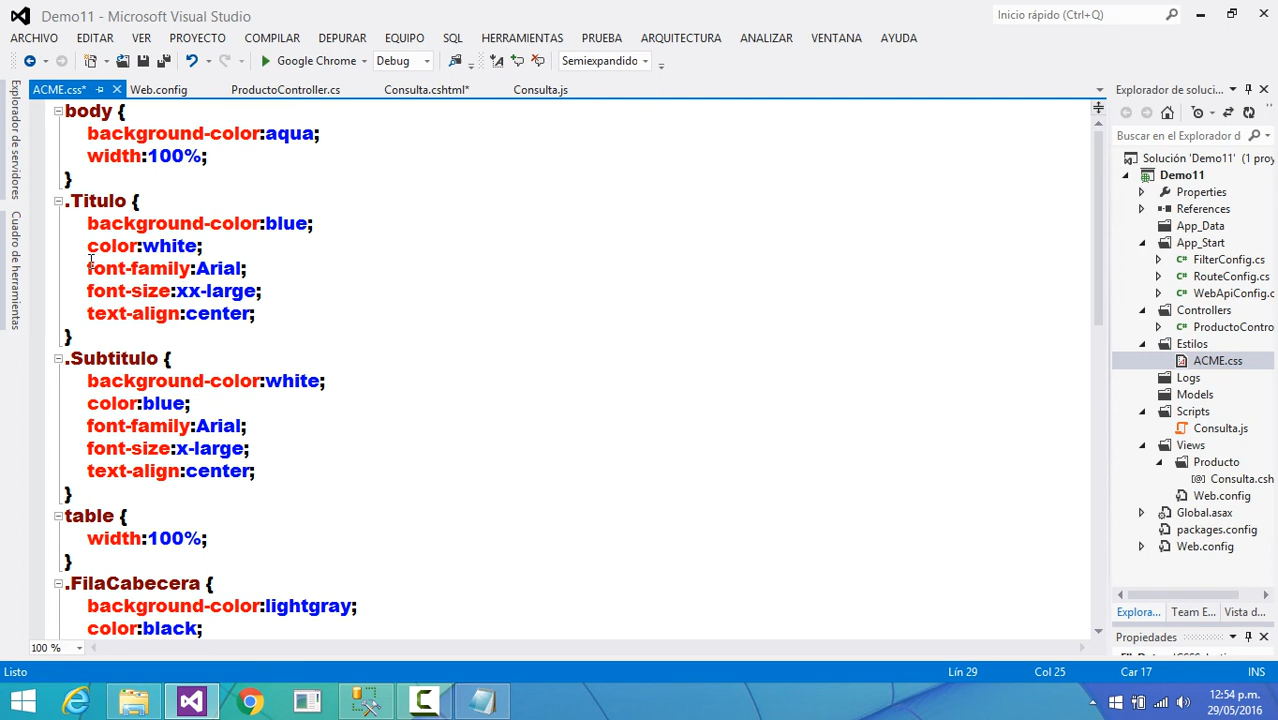 Demo11 - Microsoft Visual Studio
Inicio rápido (Ctrl+Q)
ARCHIVO EDITAR VER PROYECTO COMPILAR DEPURAR EQUIPO SQL HERRAMIENTAS PRUEBA ARQUITECTURA ANALIZAR VENTANA AYUDA
Google Chrome Debug Semiexpandido
ACME.css* Web.config ProductoController.cs Consulta.cshtml* Consulta.js
Explorador de servidores
Cuadro de herramientas
body {
background-color:aqua;
width:100%;
}
.Titulo {
background-color:blue;
color:white;
font-family:Arial;
font-size:xx-large;
text-align:center;
}
.Subtitulo {
background-color:white;
color:blue;
font-family:Arial;
font-size:x-large;
text-align:center;
}
table {
width:100%;
}
.FilaCabecera {
background-color:lightgray;
color:black;
100 %
Explorador de soluci...
Buscar en el Explorador d
Solución 'Demo11' (1 proy
Demo11
Properties
References
App_Data
App_Start
FilterConfig.cs
RouteConfig.cs
WebApiConfig.c
Controllers
ProductoContro
Estilos
ACME.css
Logs
Models
Scripts
Consulta.js
Views
Producto
Consulta.csh
Web.config
Global.asax
packages.config
Web.config
Explora... Team E... Vista d...
Propiedades
Listo Lín 29 Col 25 Car 17 INS
12:54 p.m.
29/05/2016